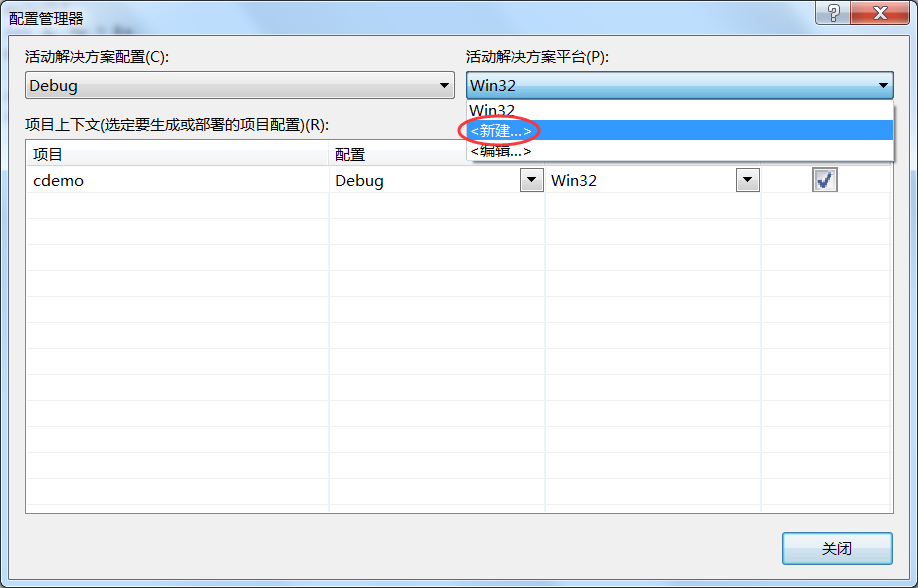 配置管理器
活动解决方案配置(C):
活动解决方案平台(P):
Debug
Win32
Win32
<新建...>
<编辑...>
项目上下文(选定要生成或部署的项目配置)(R):
项目
配置
cdemo
Debug
Win32
关闭